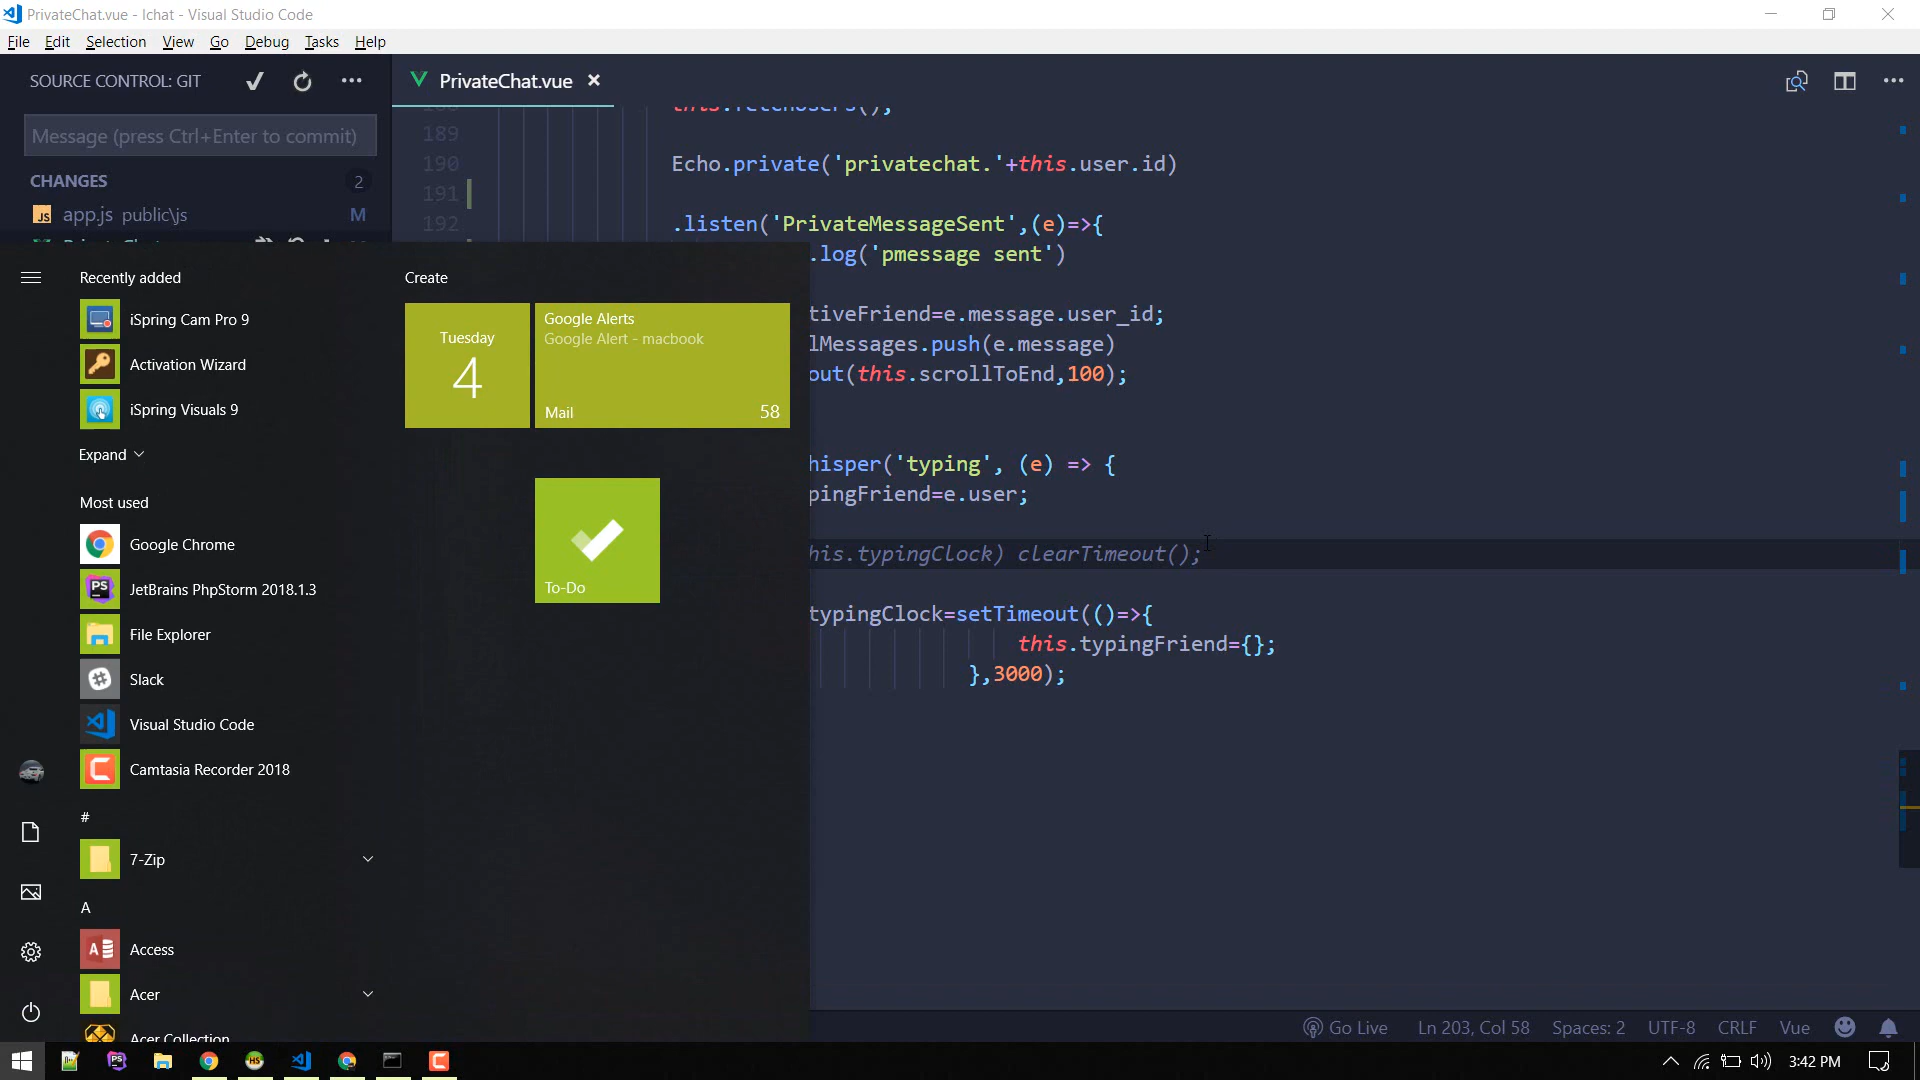 PrivateChat.vue - lchat - Visual Studio Code
File Edit Selection View Go Debug Tasks Help
SOURCE CONTROL: GIT
PrivateChat.vue
Message (press Ctrl+Enter to commit)
CHANGES 2
app.js public\js M
189
190 Echo.private('privatechat.'+this.user.id)
191
192 .listen('PrivateMessageSent',(e)=>{
.log('pmessage sent')
tiveFriend=e.message.user_id;
lMessages.push(e.message)
out(this.scrollToEnd,100);
hisper('typing', (e) => {
pingFriend=e.user;
his.typingClock) clearTimeout();
typingClock=setTimeout(()=>{
this.typingFriend={};
},3000);
Recently added
iSpring Cam Pro 9
Activation Wizard
iSpring Visuals 9
Expand
Most used
Google Chrome
JetBrains PhpStorm 2018.1.3
File Explorer
Slack
Visual Studio Code
Camtasia Recorder 2018
#
7-Zip
A
Access
Acer
Acer Collection
Create
Tuesday
4
Google Alerts
Google Alert - macbook
Mail 58
To-Do
Go Live Ln 203, Col 58 Spaces: 2 UTF-8 CRLF Vue
3:42 PM